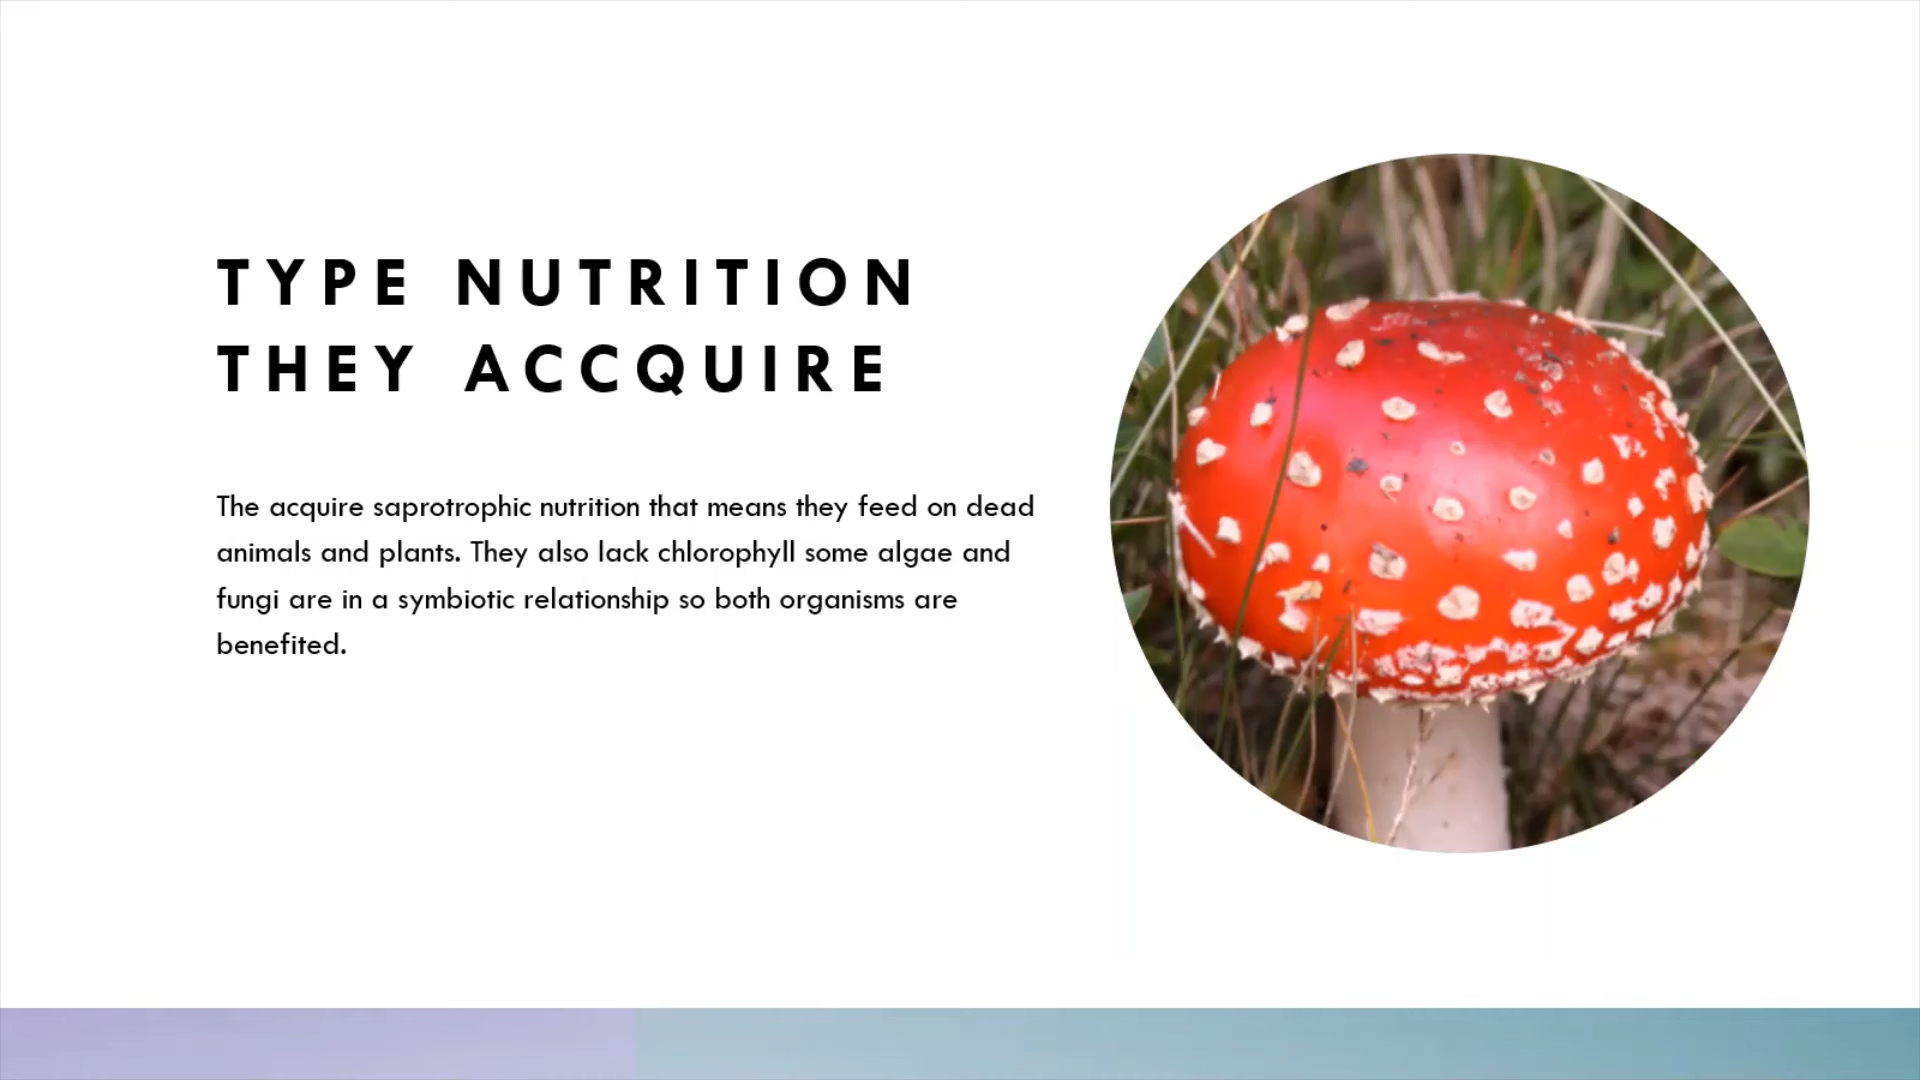 TYPE NUTRITION
THEY ACCQUIRE
The acquire saprotrophic nutrition that means they feed on dead
animals and plants. They also lack chlorophyll some algae and
fungi are in a symbiotic relationship so both organisms are
benefited.